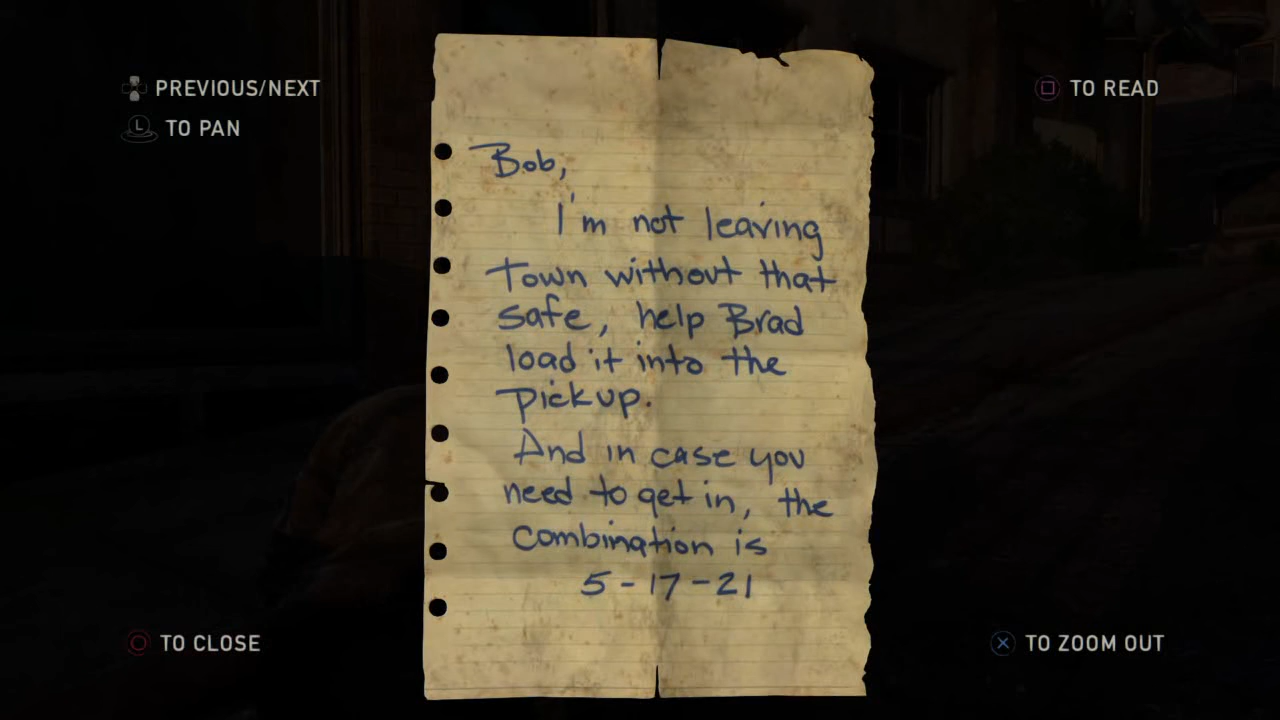 PREVIOUS/NEXT
L TO PAN
TO READ
Bob,
I'm not leaving
Town without that
safe, help Brad
load it into the
pickup.
And in case you
need to get in, the
combination is
5-17-21
TO CLOSE
TO ZOOM OUT